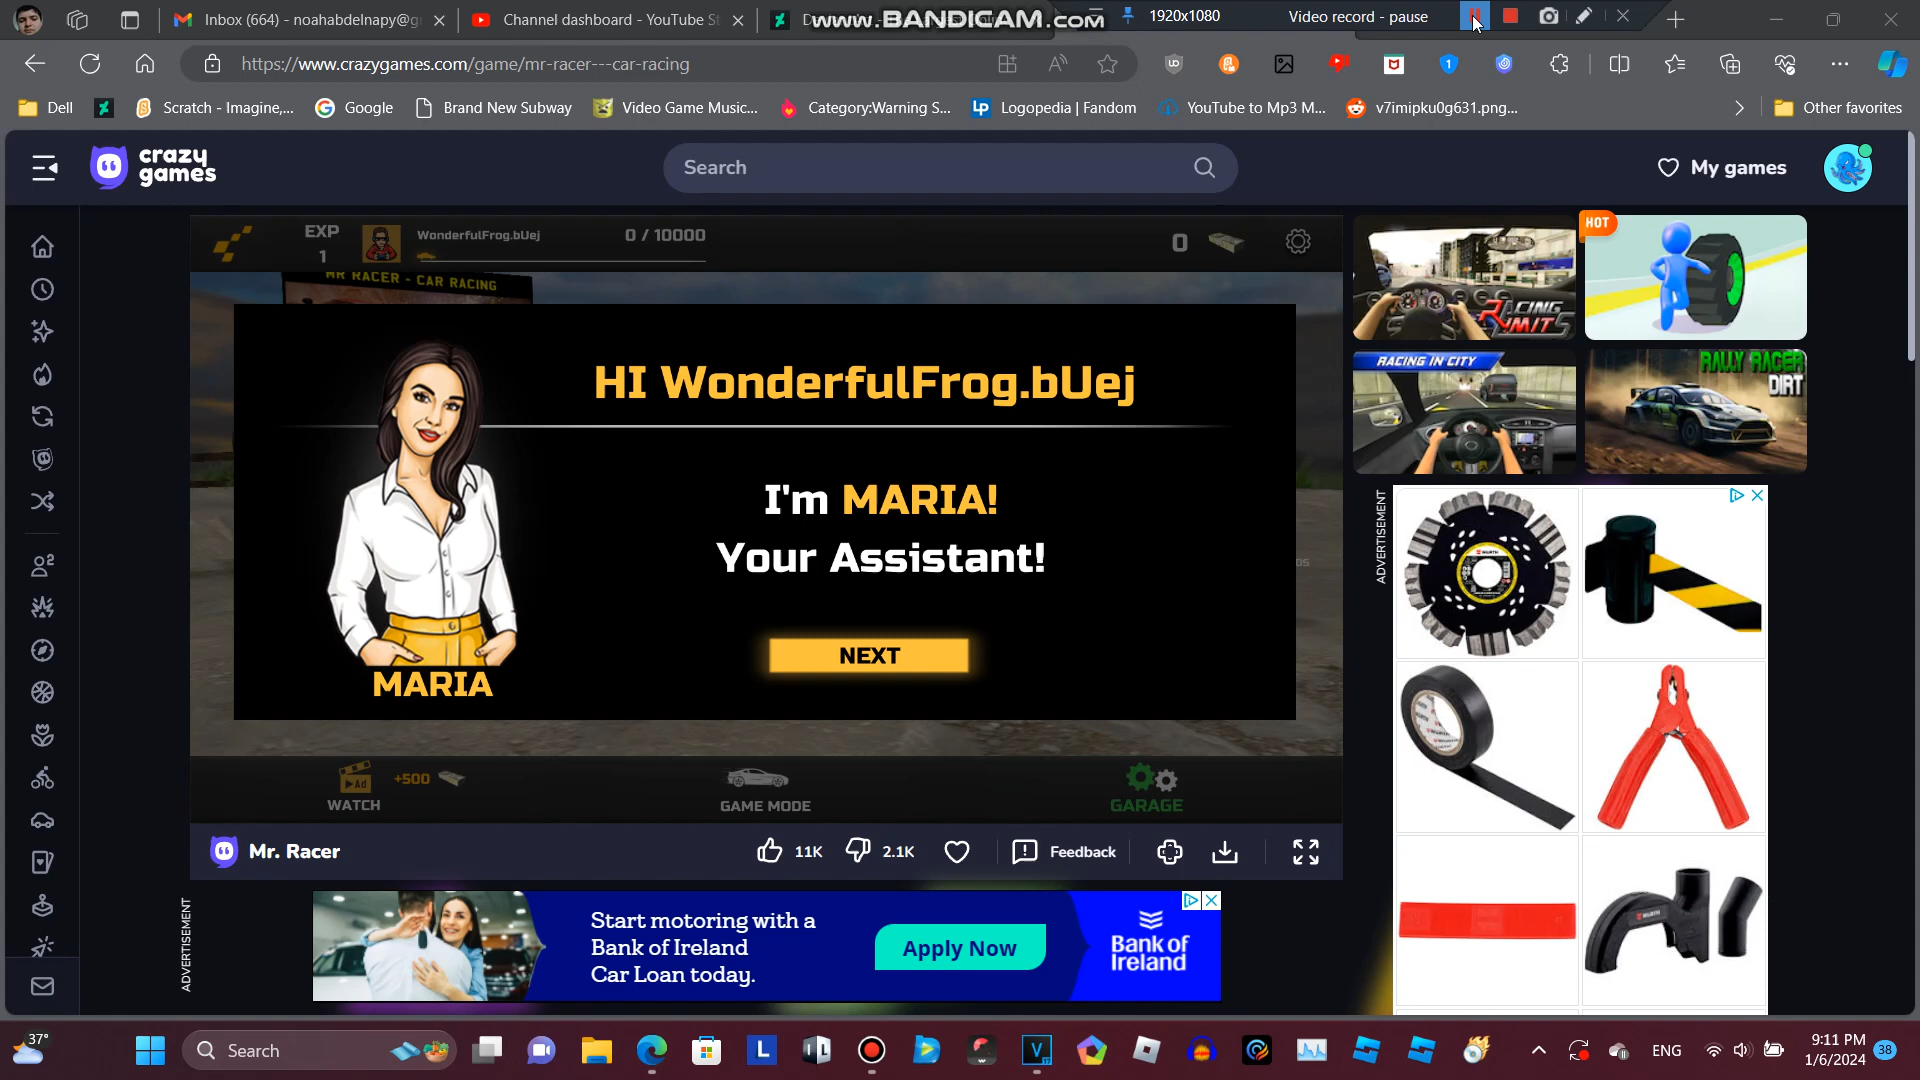 Inbox (664) - noahabdelnapy@g
Channel dashboard - YouTube St
www.BANDICAM.com
1920x1080
Video record - pause
https://www.crazygames.com/game/mr-racer---car-racing
Dell
Scratch - Imagine,...
Google
Brand New Subway
Video Game Music...
Category:Warning S...
Logopedia | Fandom
YouTube to Mp3 M...
v7imipku0g631.png...
Other favorites
crazy
games
Search
My games
EXP
1
WonderfulFrog.bUej
0 / 10000
0
MR RACER - CAR RACING
HI WonderfulFrog.bUej
I'm MARIA!
Your Assistant!
NEXT
MARIA
WATCH
Ad
+500
GAME MODE
GARAGE
Mr. Racer
11K
2.1K
Feedback
HOT
RACING
LIMITS
RACING IN CITY
RALLY RACER
DIRT
ADVERTISEMENT
WURTH
ADVERTISEMENT
Start motoring with a
Bank of Ireland
Car Loan today.
Apply Now
Bank of
Ireland
37°
Search
ENG
9:11 PM
1/6/2024
38